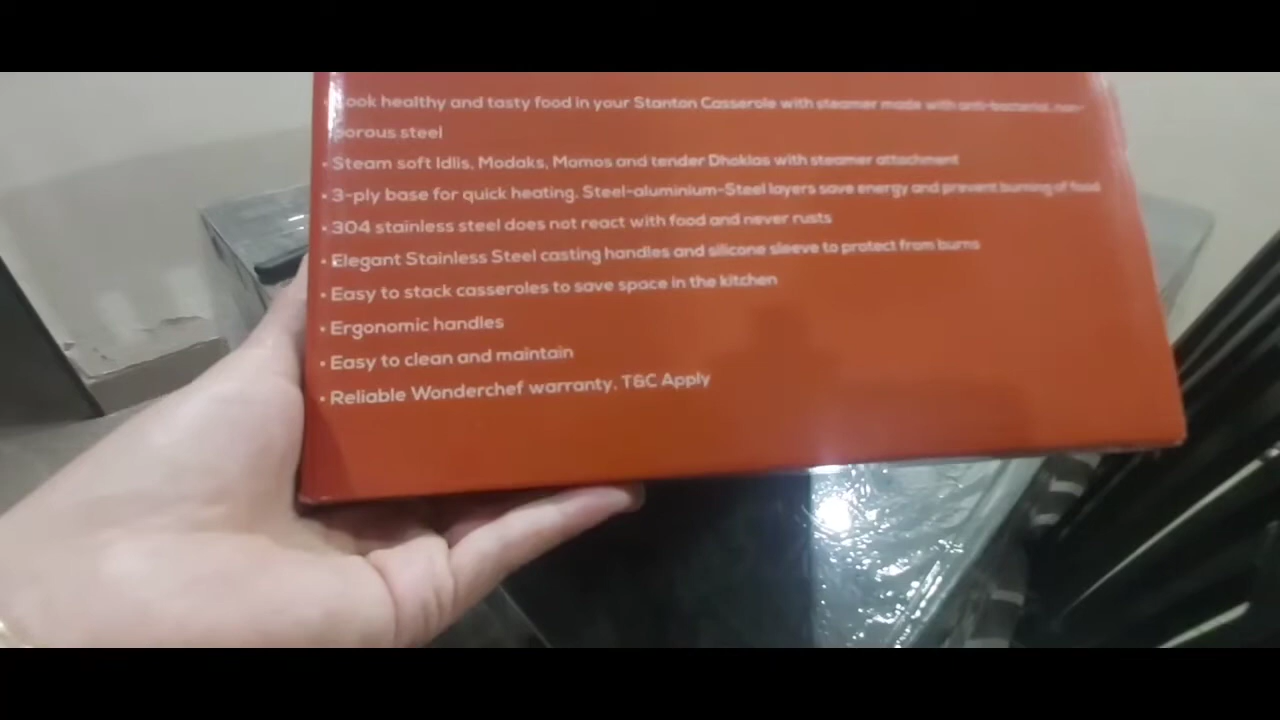 • Cook healthy and tasty food in your Stanton Casserole with steamer made with anti-bacterial, non-
porous steel
• Steam soft Idlis, Modaks, Momos and tender Dhoklas with steamer attachment
• 3-ply base for quick heating. Steel-aluminium-Steel layers save energy and prevent burning of food
• 304 stainless steel does not react with food and never rusts
• Elegant Stainless Steel casting handles and silicone sleeve to protect from burns
• Easy to stack casseroles to save space in the kitchen
• Ergonomic handles
• Easy to clean and maintain
• Reliable Wonderchef warranty. T&C Apply